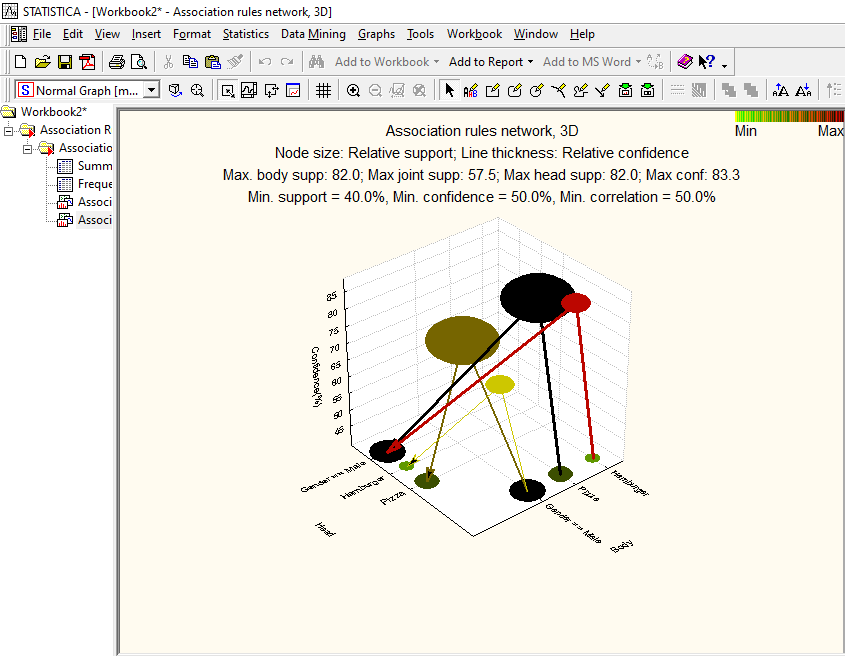 STATISTICA - [Workbook2* - Association rules network, 3D]
File Edit View Insert Format Statistics Data Mining Graphs Tools Workbook Window Help
Add to Workbook Add to Report Add to MS Word
Normal Graph [m...
Workbook2*
Association R
Associatio
Summ
Freque
Associ
Associ
Min Max
Association rules network, 3D
Node size: Relative support; Line thickness: Relative confidence
Max. body supp: 82.0; Max joint supp: 57.5; Max head supp: 82.0; Max conf: 83.3
Min. support = 40.0%, Min. confidence = 50.0%, Min. correlation = 50.0%
85
80
75
70
65
60
55
50
45
Confidence(%)
Gender == Male
Hamburger
Pizza
Head
Hamburger
Pizza
Gender == Male
Body